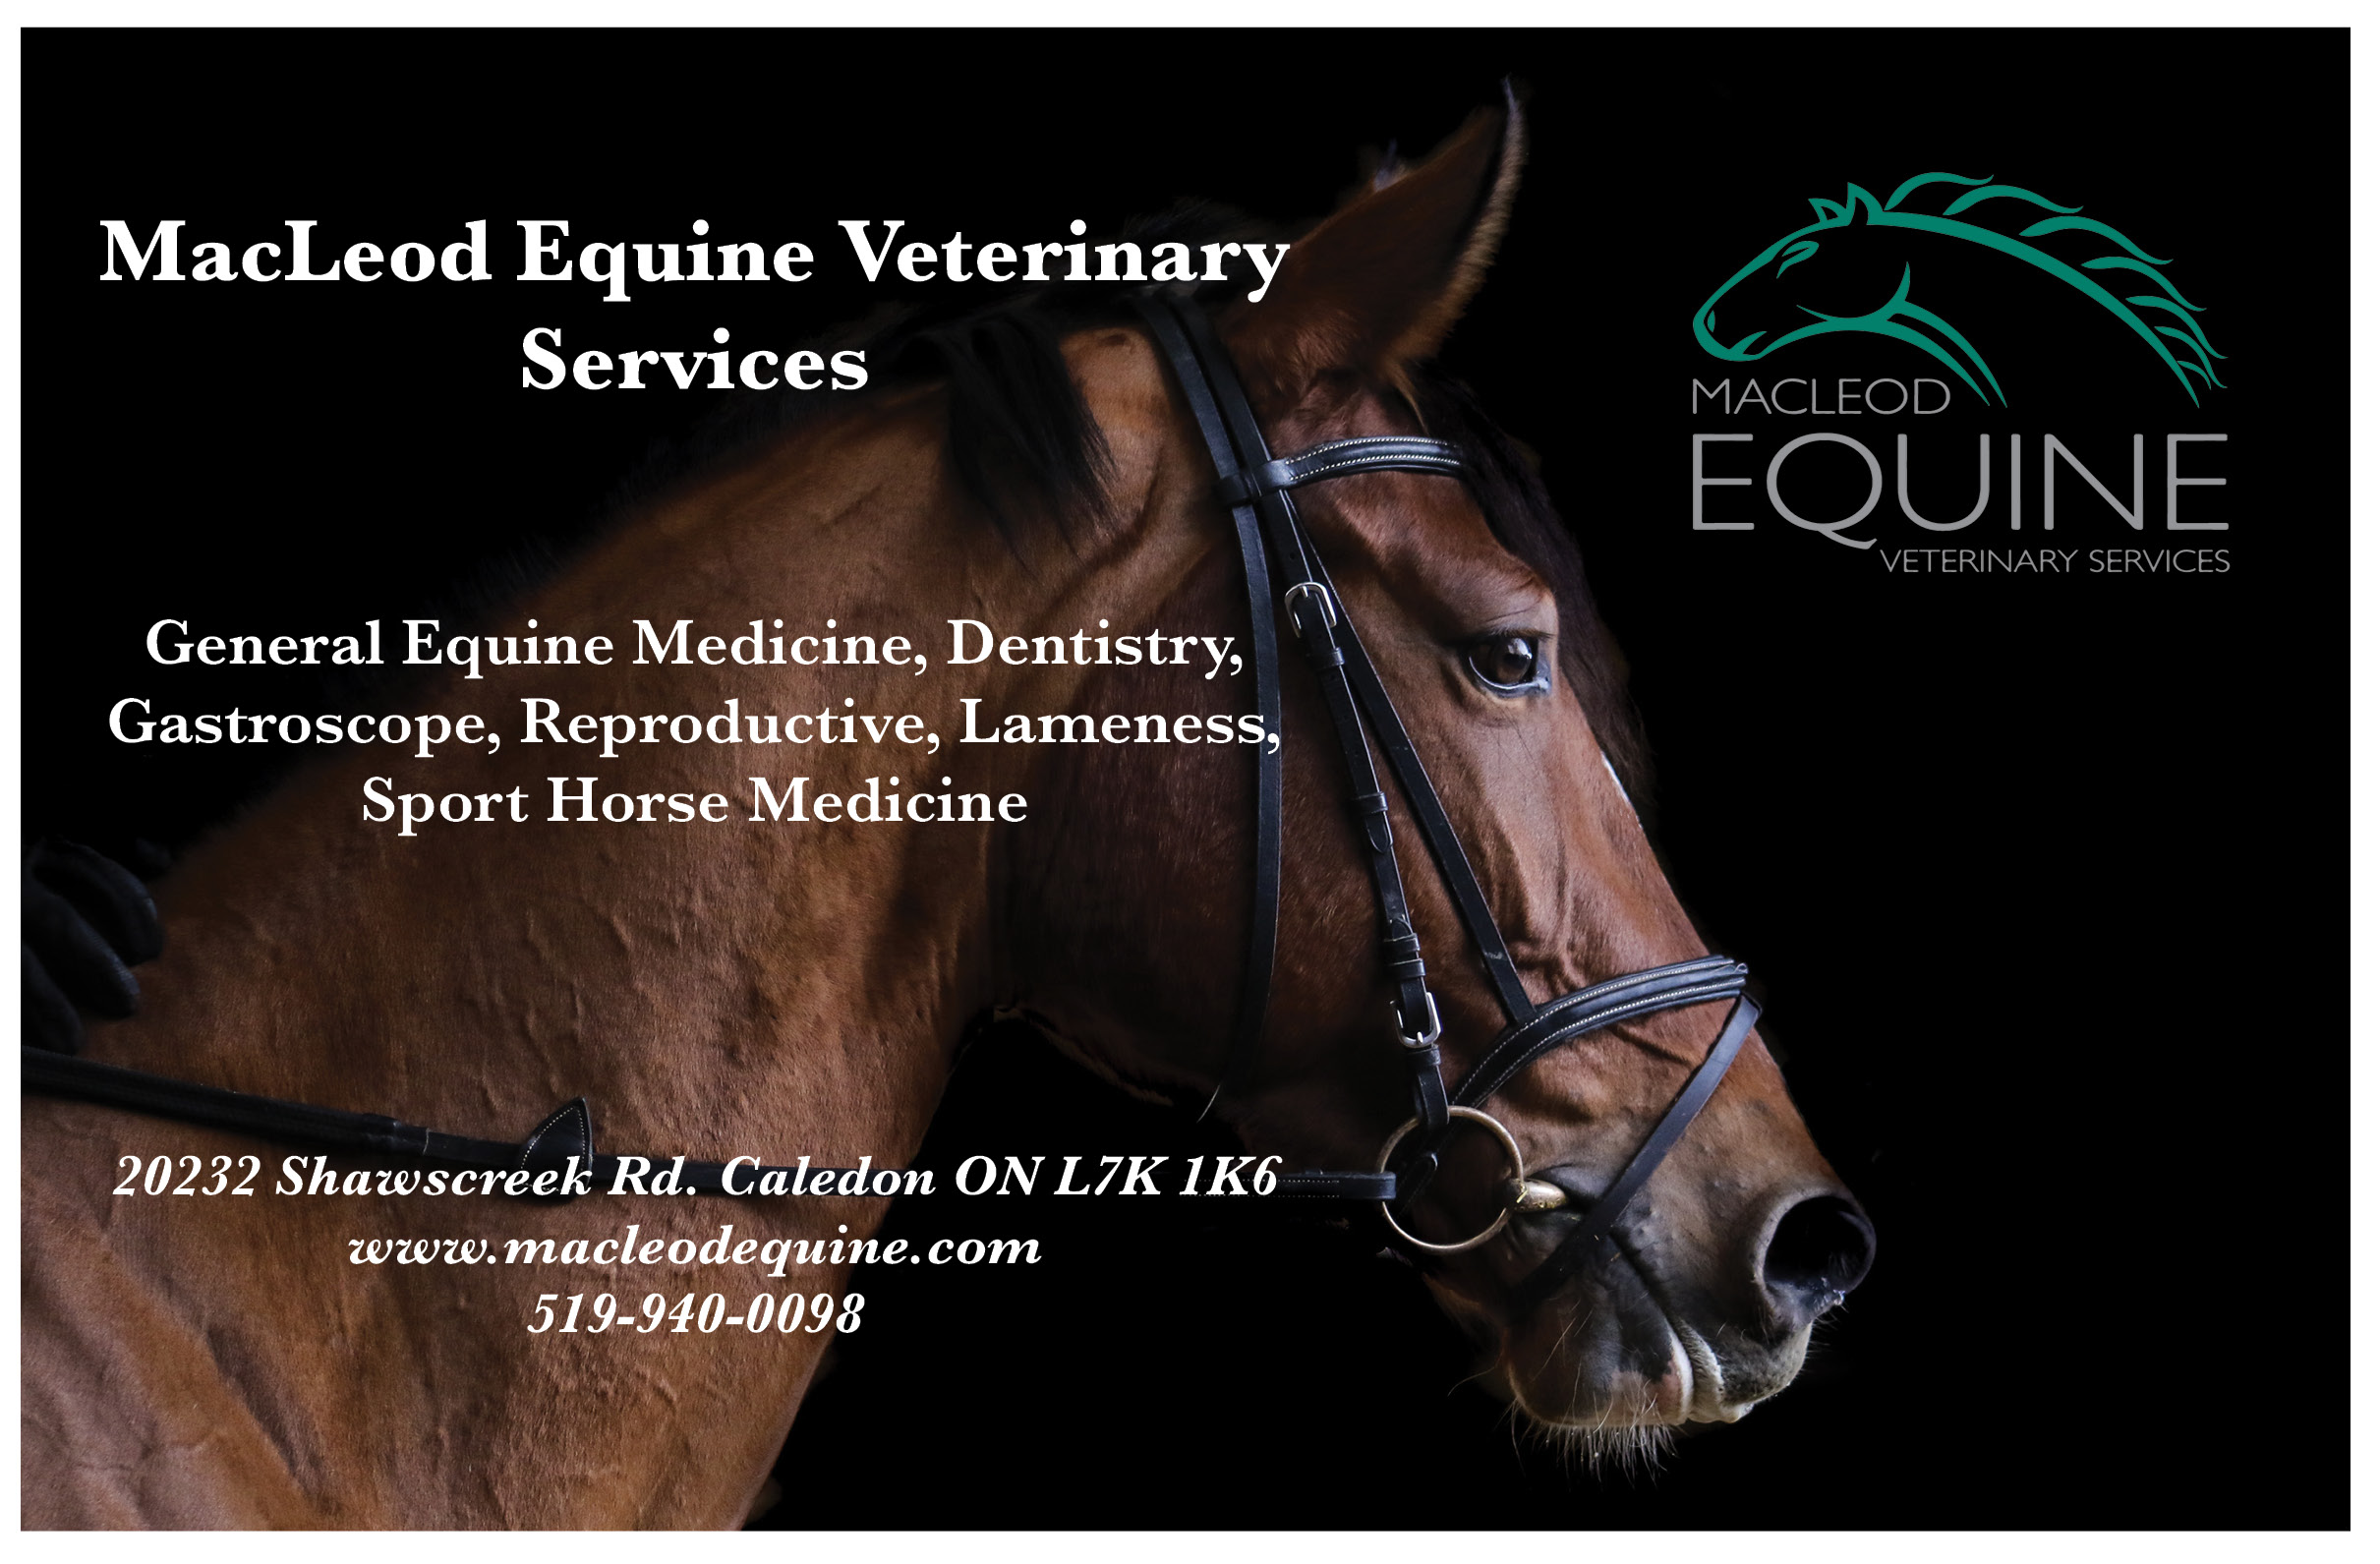 MacLeod Equine Veterinary
Services
MACLEOD
EQUINE
VETERINARY SERVICES
General Equine Medicine, Dentistry,
Gastroscope, Reproductive, Lameness,
Sport Horse Medicine
20232 Shawscreek Rd. Caledon ON L7K 1K6
www.macleodequine.com
519-940-0098